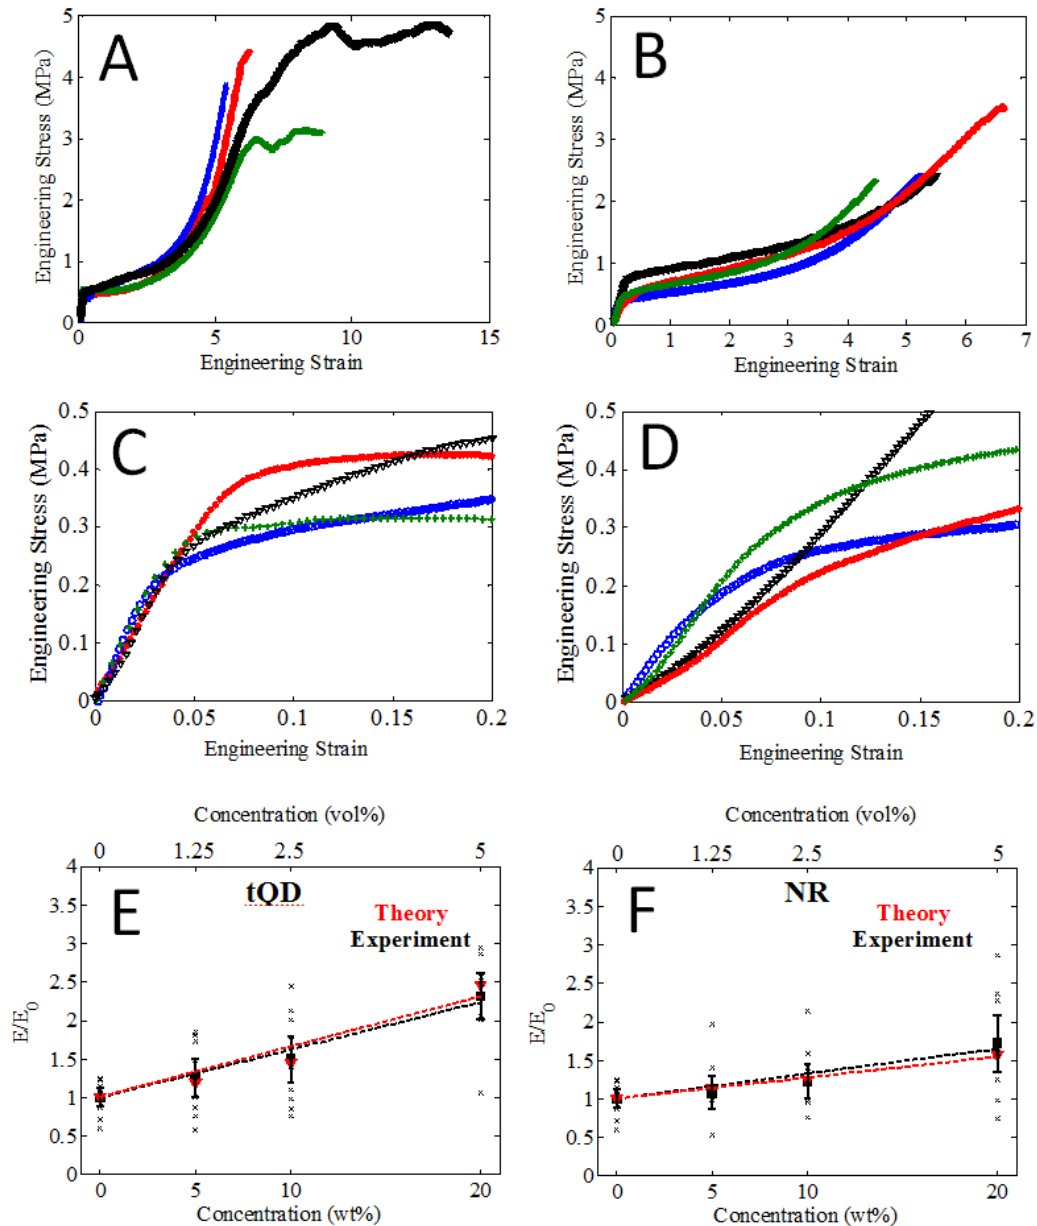 A
Engineering Stress (MPa)
5
4
3
2
1
0
0 5 10 15
Engineering Strain
B
Engineering Stress (MPa)
5
4
3
2
1
0
0 1 2 3 4 5 6 7
Engineering Strain
C
Engineering Stress (MPa)
0.5
0.4
0.3
0.2
0.1
0
0 0.05 0.1 0.15 0.2
Engineering Strain
D
Engineering Stress (MPa)
0.5
0.4
0.3
0.2
0.1
0
0 0.05 0.1 0.15 0.2
Engineering Strain
Concentration (vol%)
0 1.25 2.5 5
E
tQD
Theory
Experiment
E/E0
4
3.5
3
2.5
2
1.5
1
0.5
0
0 5 10 20
Concentration (wt%)
Concentration (vol%)
0 1.25 2.5 5
F
NR
Theory
Experiment
E/E0
4
3.5
3
2.5
2
1.5
1
0.5
0
0 5 10 20
Concentration (wt%)